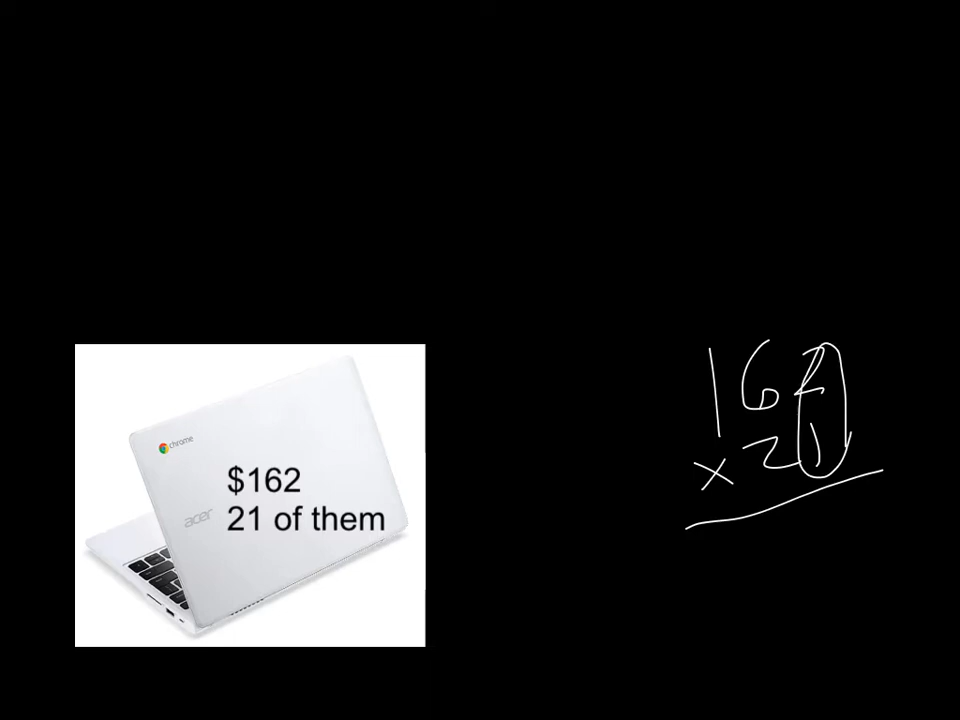 chrome
acer
$162
21 of them
162
x 21